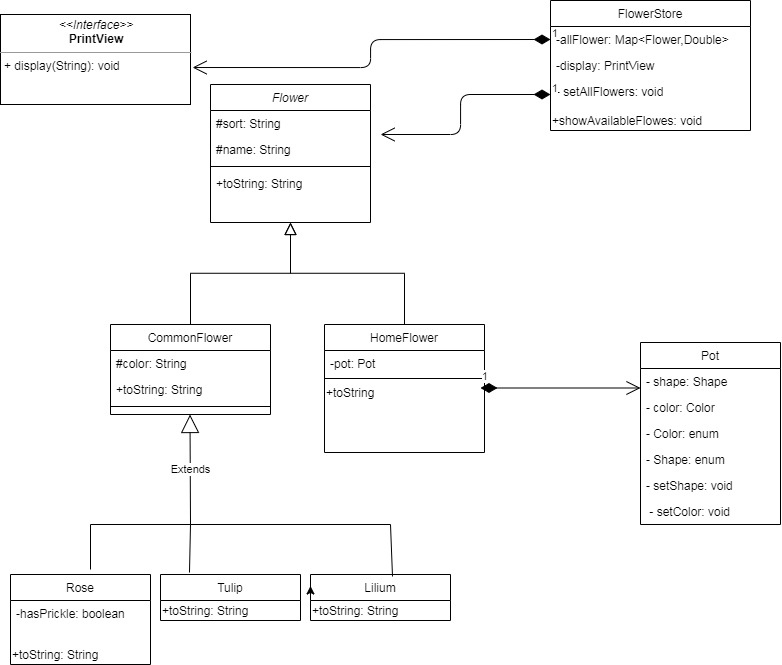 <<Interface>>
PrintView
+ display(String): void
FlowerStore
1
-allFlower: Map<Flower,Double>
-display: PrintView
1
- setAllFlowers: void
+showAvailableFlowes: void
Flower
#sort: String
#name: String
+toString: String
CommonFlower
#color: String
+toString: String
HomeFlower
-pot: Pot
1
+toString
Pot
- shape: Shape
- color: Color
- Color: enum
- Shape: enum
- setShape: void
- setColor: void
Extends
Rose
-hasPrickle: boolean
+toString: String
Tulip
+toString: String
Lilium
+toString: String